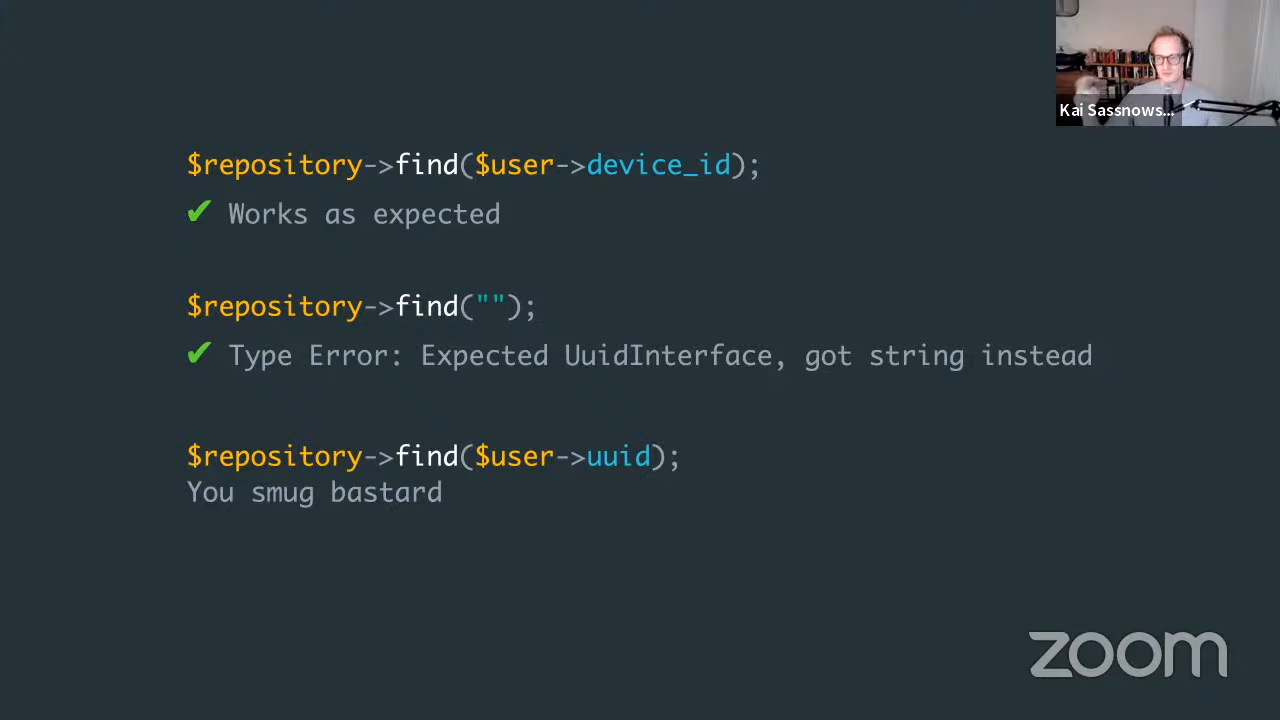 Kai Sassnows...
$repository->find($user->device_id);
✔ Works as expected
$repository->find("");
✔ Type Error: Expected UuidInterface, got string instead
$repository->find($user->uuid);
You smug bastard
zoom